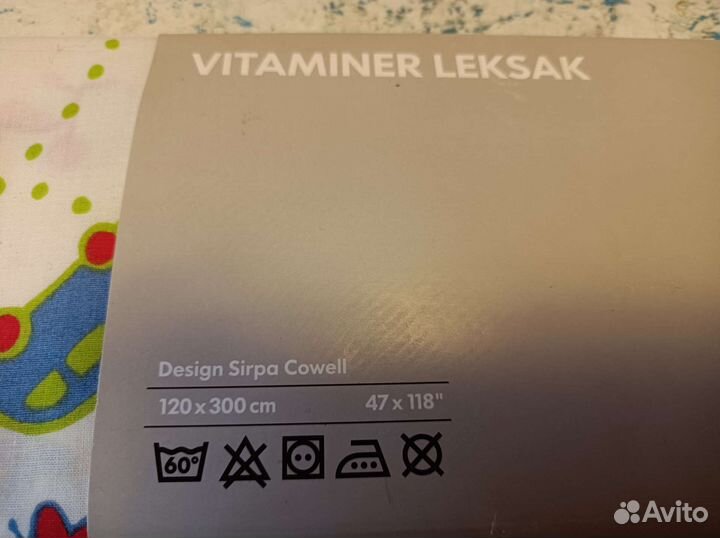 VITAMINER LEKSAK
Design Sirpa Cowell
120 x 300 cm 47 x 118"
60°
Avito